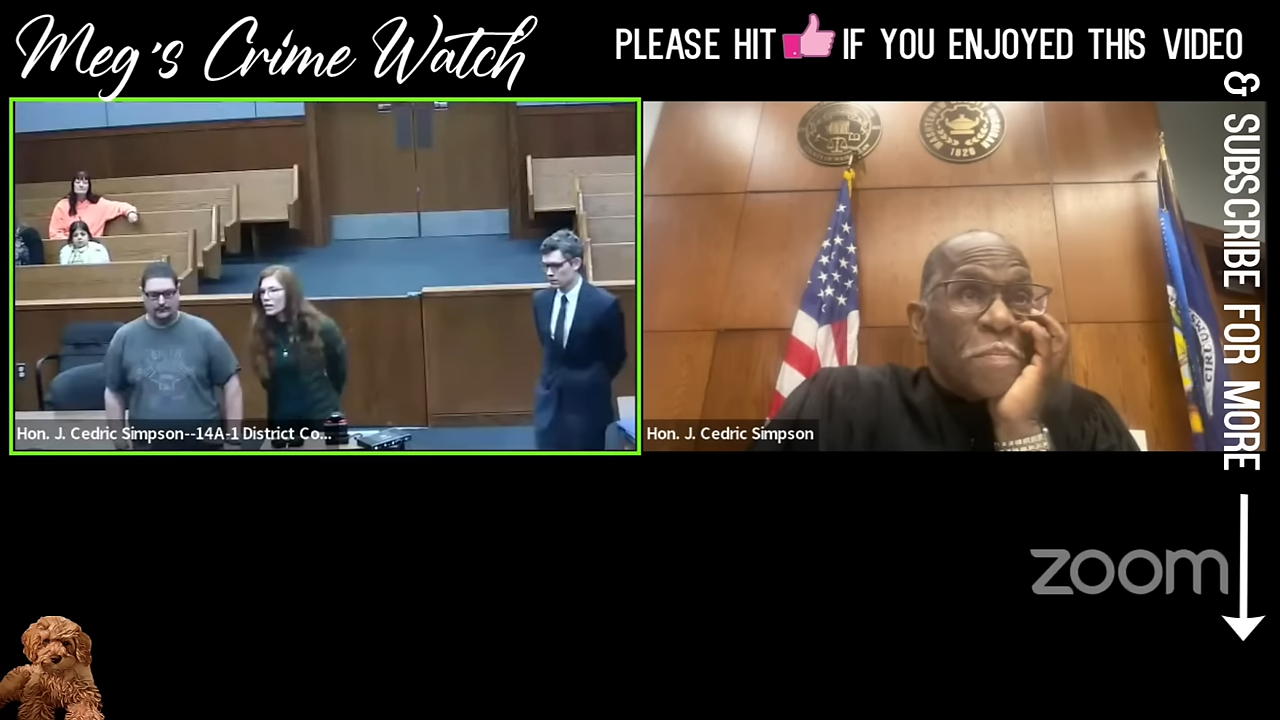 Meg's Crime Watch
PLEASE HIT IF YOU ENJOYED THIS VIDEO
& SUBSCRIBE FOR MORE
Hon. J. Cedric Simpson--14A-1 District Co...
Hon. J. Cedric Simpson
1826
zoom